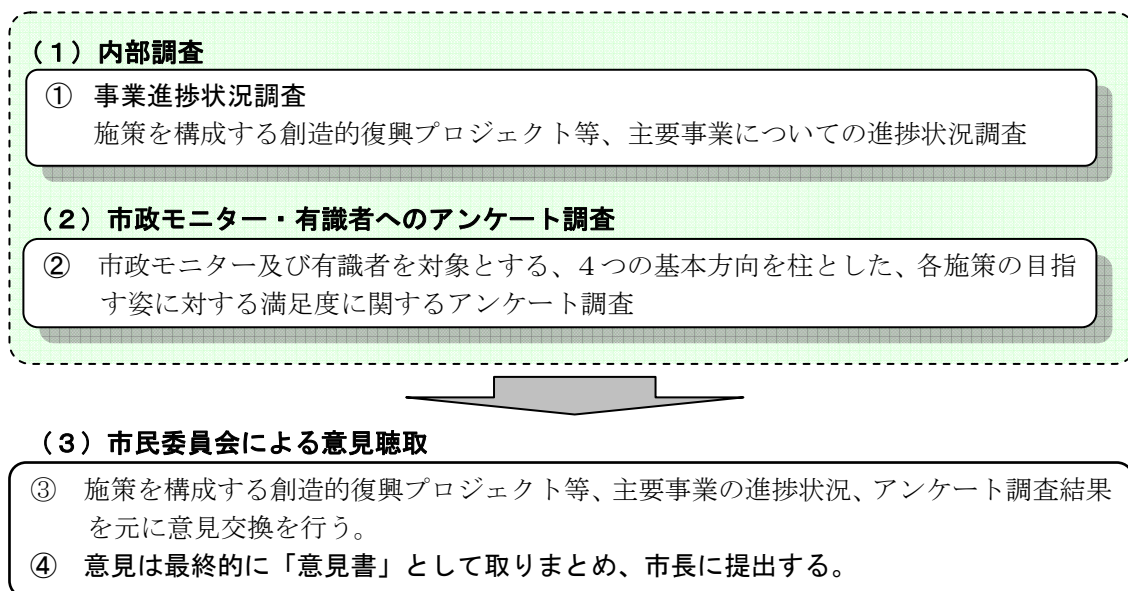 （１）内部調査
① 事業進捗状況調査
施策を構成する創造的復興プロジェクト等、主要事業についての進捗状況調査
（２）市政モニター・有識者へのアンケート調査
② 市政モニター及び有識者を対象とする、４つの基本方向を柱とした、各施策の目指
す姿に対する満足度に関するアンケート調査
（３）市民委員会による意見聴取
③ 施策を構成する創造的復興プロジェクト等、主要事業の進捗状況、アンケート調査結果
を元に意見交換を行う。
④ 意見は最終的に「意見書」として取りまとめ、市長に提出する。